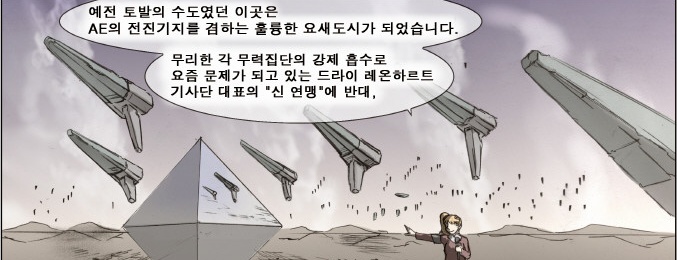 예전 토발의 수도였던 이곳은
AE의 전진기지를 겸하는 훌륭한 요새도시가 되었습니다.
무리한 각 무력집단의 강제 흡수로
요즘 문제가 되고 있는 드라이 레온하르트
기사단 대표의 "신 연맹"에 반대,